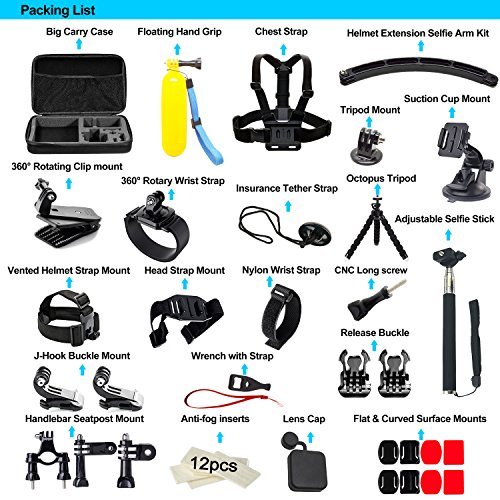 Packing List
Big Carry Case
Floating Hand Grip
Chest Strap
Helmet Extension Selfie Arm Kit
Tripod Mount
Suction Cup Mount
360° Rotating Clip mount
360° Rotary Wrist Strap
Insurance Tether Strap
Octopus Tripod
Adjustable Selfie Stick
Vented Helmet Strap Mount
Head Strap Mount
Nylon Wrist Strap
CNC Long screw
Release Buckle
J-Hook Buckle Mount
Wrench with Strap
Handlebar Seatpost Mount
Anti-fog inserts
Lens Cap
Flat & Curved Surface Mounts
12pcs